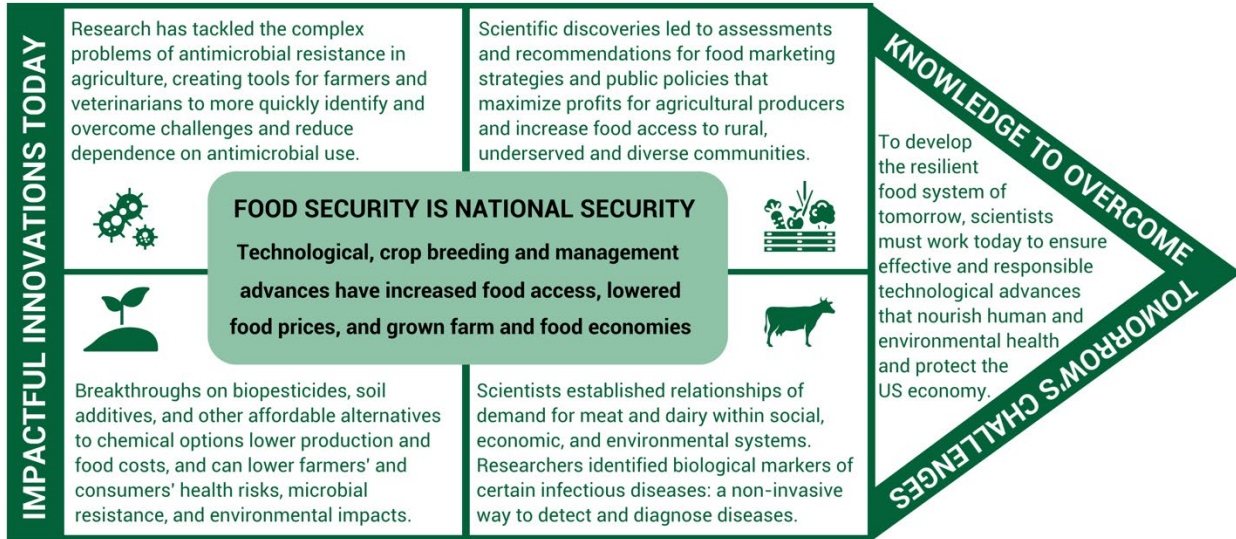 IMPACTFUL INNOVATIONS TODAY
Research has tackled the complex
problems of antimicrobial resistance in
agriculture, creating tools for farmers and
veterinarians to more quickly identify and
overcome challenges and reduce
dependence on antimicrobial use.
Scientific discoveries led to assessments
and recommendations for food marketing
strategies and public policies that
maximize profits for agricultural producers
and increase food access to rural,
underserved and diverse communities.
FOOD SECURITY IS NATIONAL SECURITY
Technological, crop breeding and management
advances have increased food access, lowered
food prices, and grown farm and food economies
Breakthroughs on biopesticides, soil
additives, and other affordable alternatives
to chemical options lower production and
food costs, and can lower farmers' and
consumers' health risks, microbial
resistance, and environmental impacts.
Scientists established relationships of
demand for meat and dairy within social,
economic, and environmental systems.
Researchers identified biological markers of
certain infectious diseases: a non-invasive
way to detect and diagnose diseases.
KNOWLEDGE TO OVERCOME
TOMORROW'S CHALLENGES
To develop
the resilient
food system of
tomorrow, scientists
must work today to ensure
effective and responsible
technological advances
that nourish human and
environmental health
and protect the
US economy.